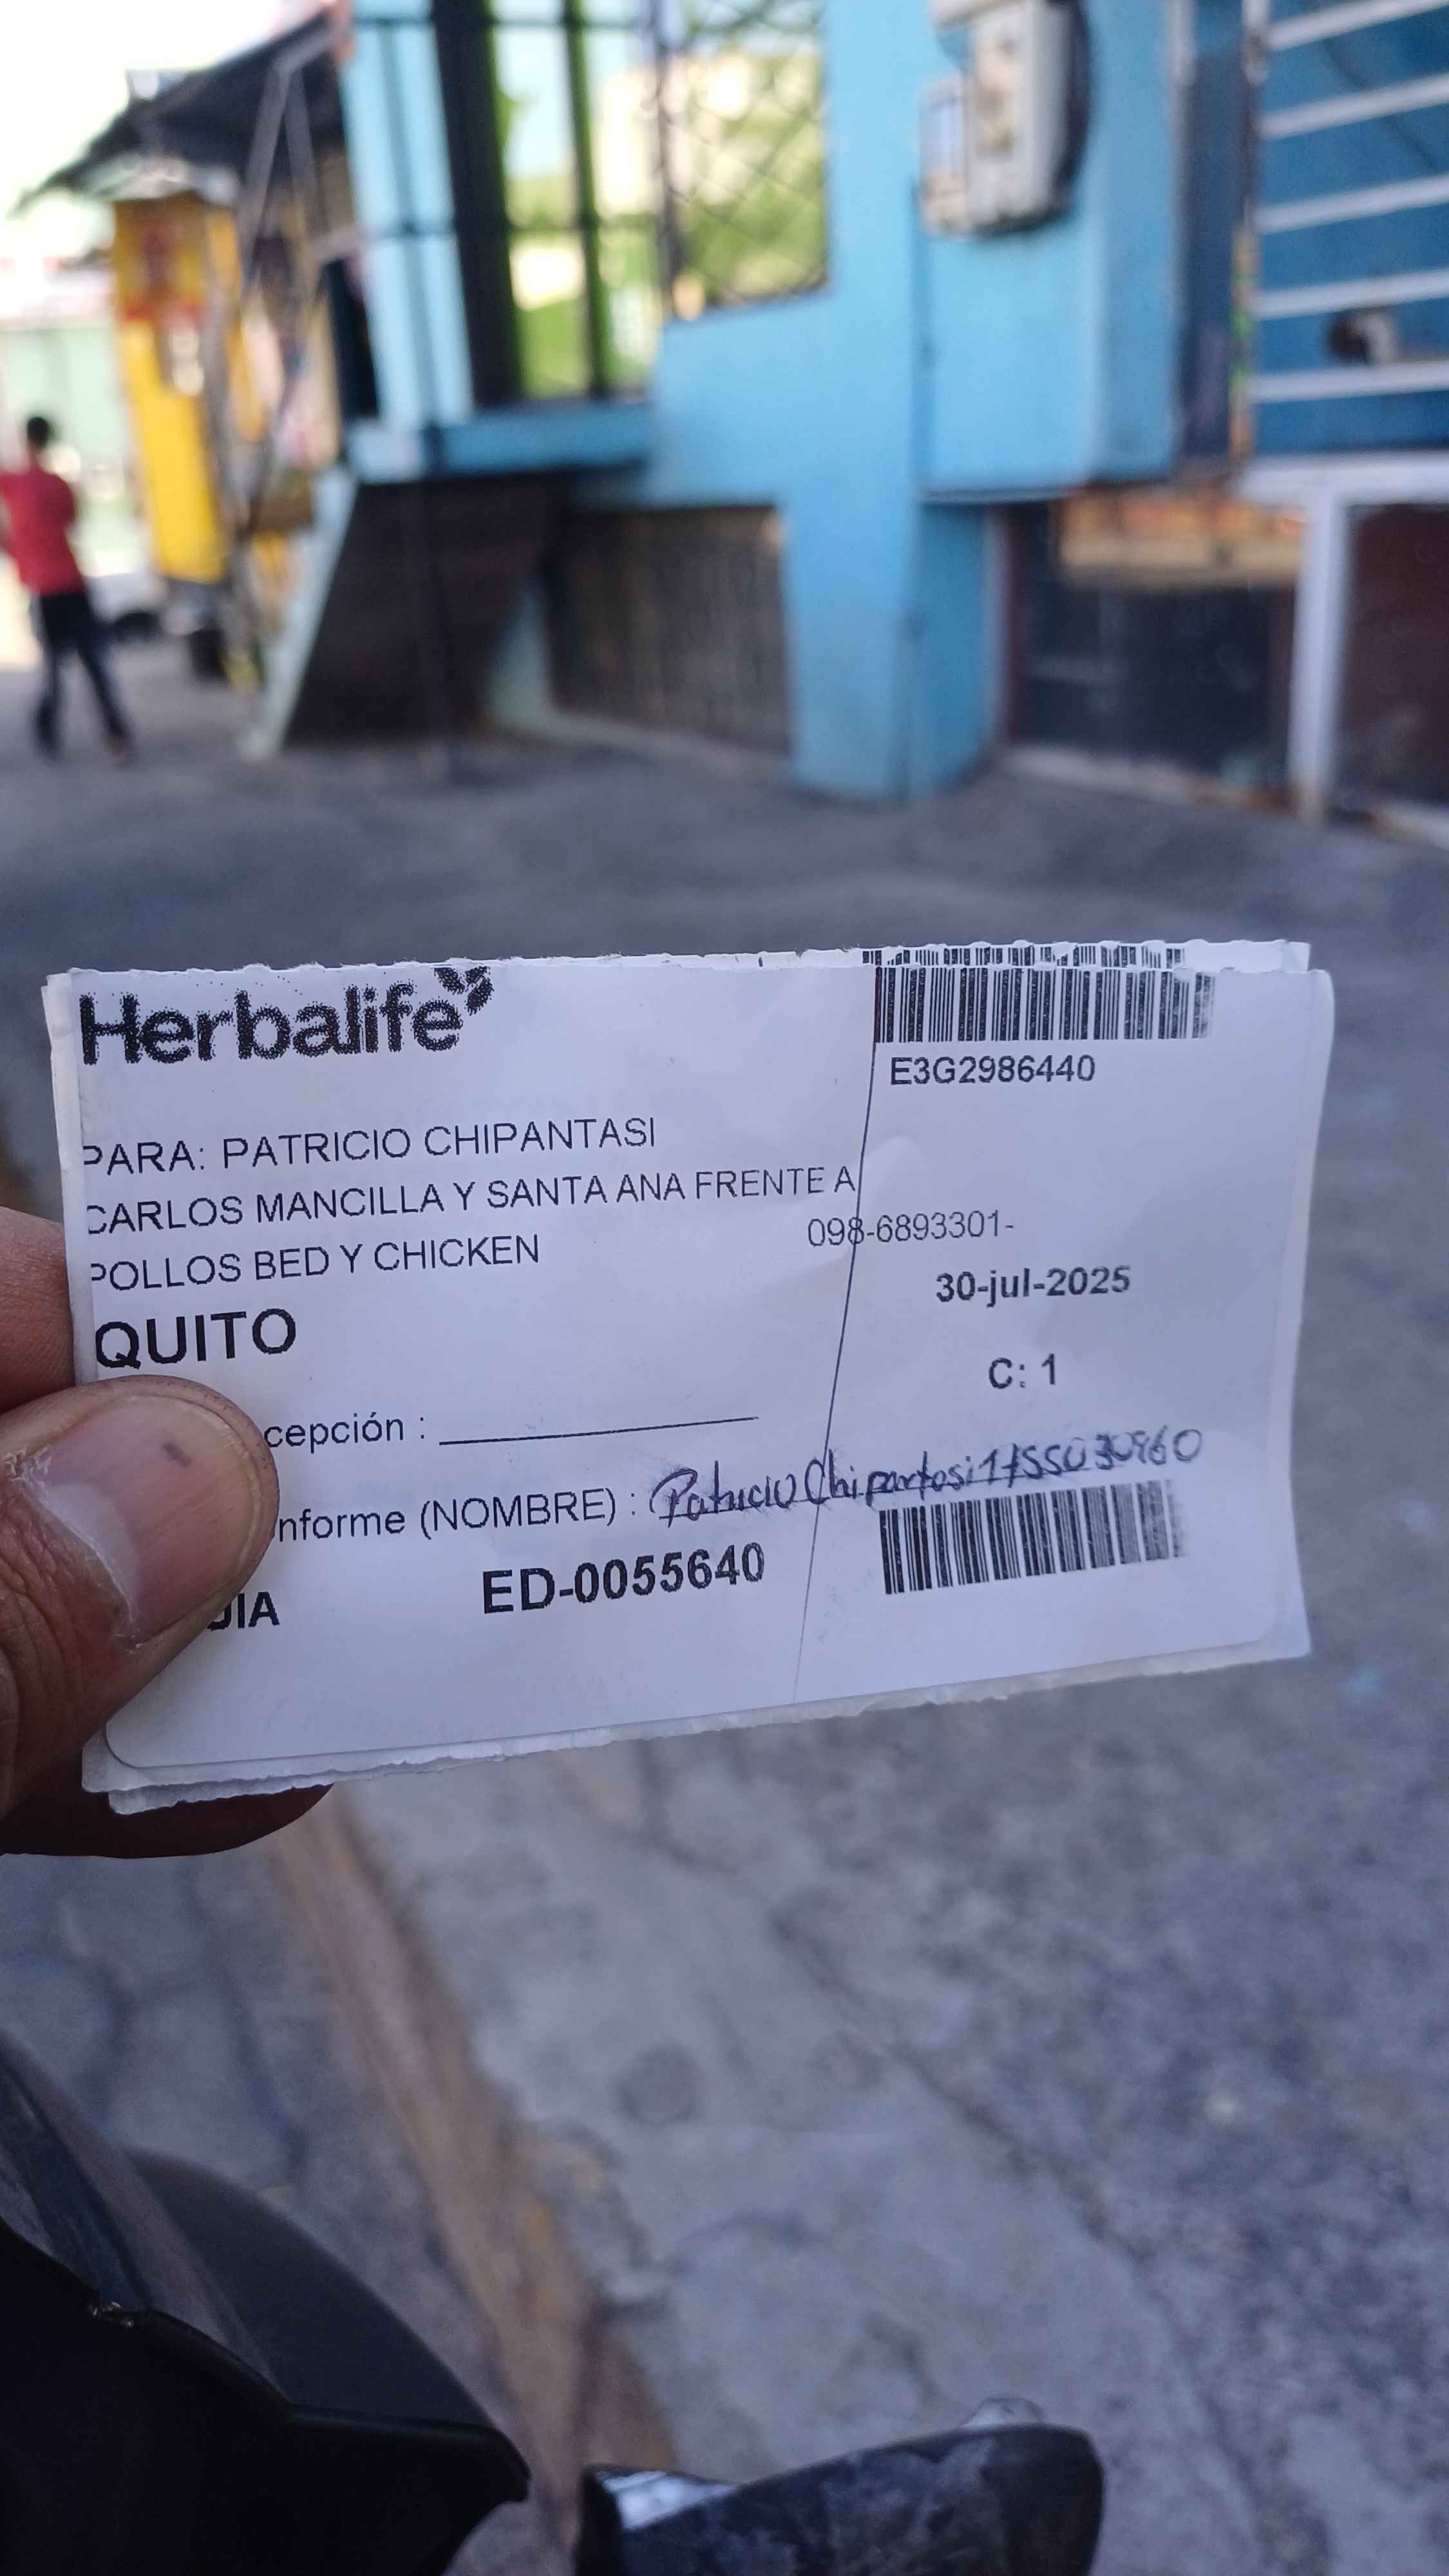 Herbalife
E3G2986440
PARA: PATRICIO CHIPANTASI
CARLOS MANCILLA Y SANTA ANA FRENTE A
098-6893301-
POLLOS BED Y CHICKEN
30-jul-2025
QUITO
C: 1
cepción :
nforme (NOMBRE) : Patricio Chipantasi
UIA ED-0055640